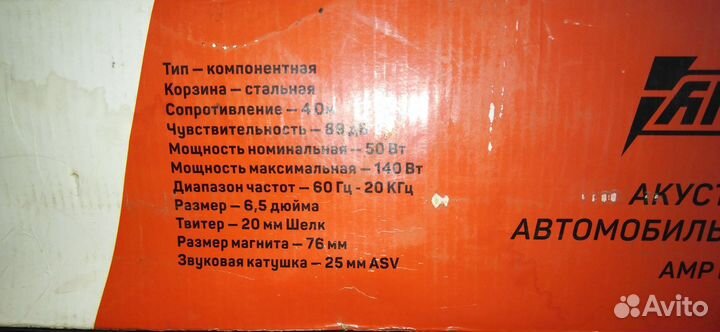 Тип – компонентная
Корзина – стальная
Сопротивление – 4 Ом
Чувствительность – 89 дБ
Мощность номинальная – 50 Вт
Мощность максимальная – 140 Вт
Диапазон частот – 60 Гц - 20 КГц
Размер – 6,5 дюйма
Твитер – 20 мм Шелк
Размер магнита – 76 мм
Звуковая катушка – 25 мм ASV
АКУСТ
АВТОМОБИЛЬ
AMP
Avito